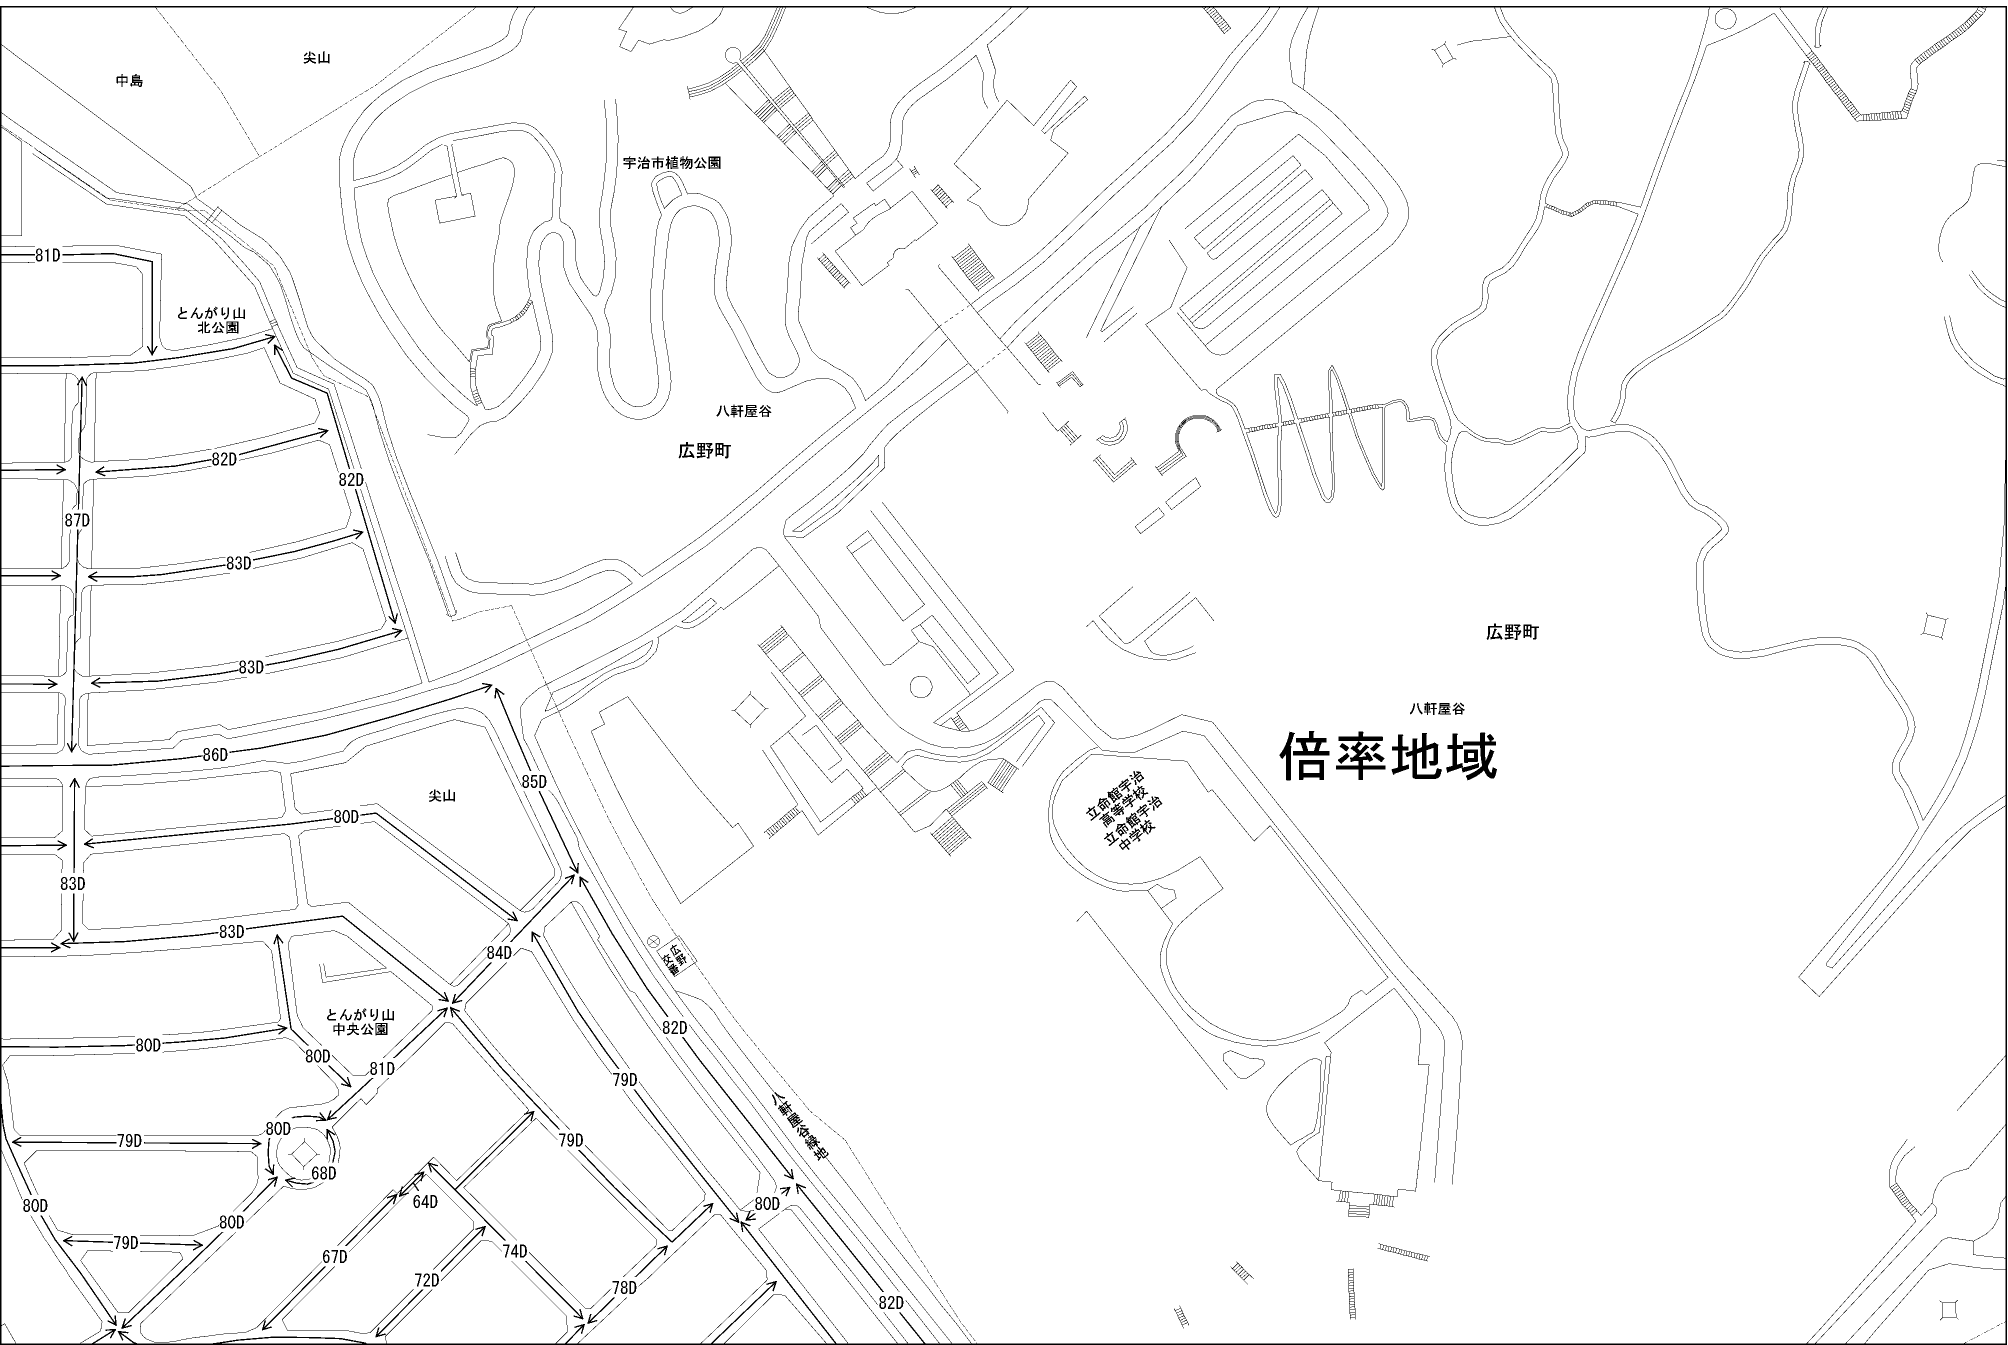 尖山
中島
宇治市植物公園
81D
とんがり山
北公園
八軒屋谷
広野町
82D
82D
87D
83D
広野町
83D
八軒屋谷
倍率地域
86D
85D
立命館宇治
高等学校
立命館宇治
中学校
尖山
80D
83D
83D
84D
広野
交番
とんがり山
中央公園
82D
80D
80D
81D
79D
八軒屋谷緑地
80D
79D
79D
68D
80D
64D
80D
80D
79D
67D
74D
72D
78D
82D